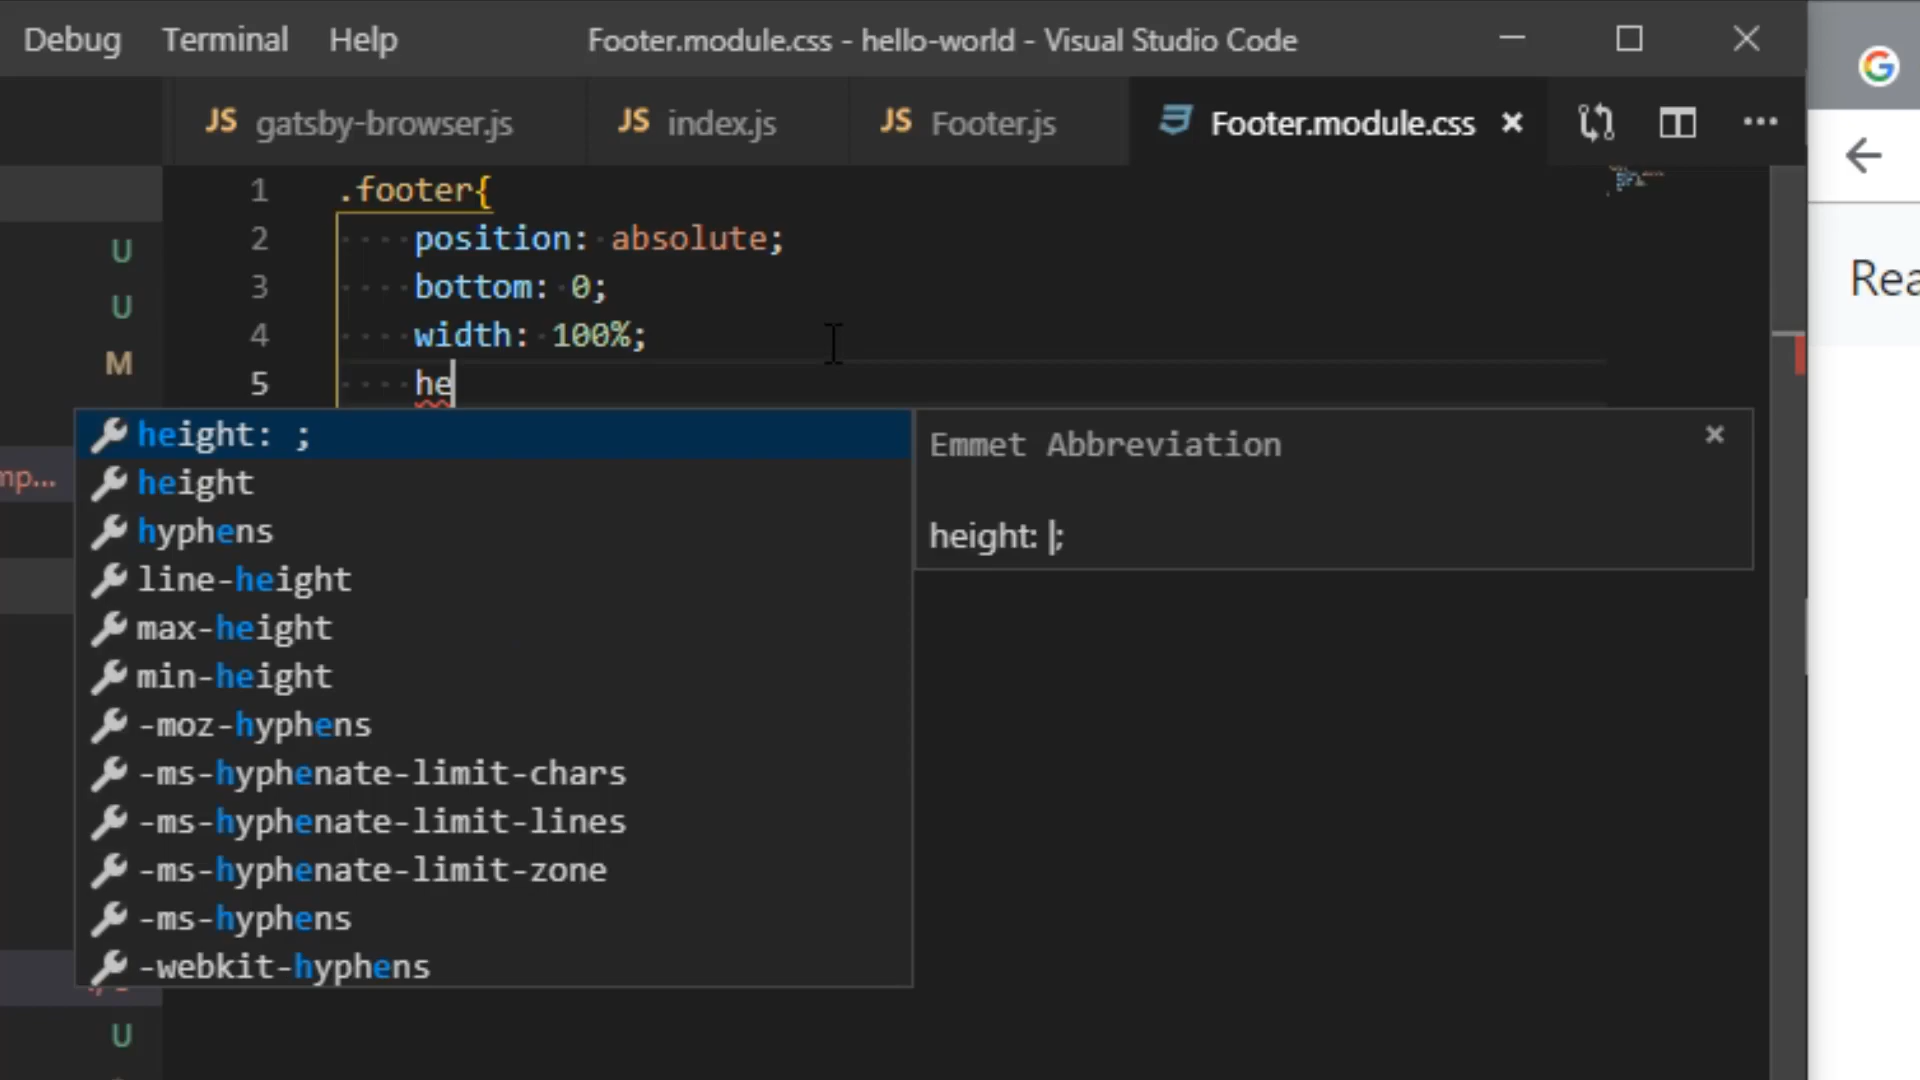 Debug Terminal Help Footer.module.css - hello-world - Visual Studio Code
JS gatsby-browser.js JS index.js JS Footer.js Footer.module.css
1 .footer{
2 position: absolute;
3 bottom: 0;
4 width: 100%;
5 he
U
U
M
mp...
U
height: ;
height
hyphens
line-height
max-height
min-height
-moz-hyphens
-ms-hyphenate-limit-chars
-ms-hyphenate-limit-lines
-ms-hyphenate-limit-zone
-ms-hyphens
-webkit-hyphens
Emmet Abbreviation
height: |;
G
Rea